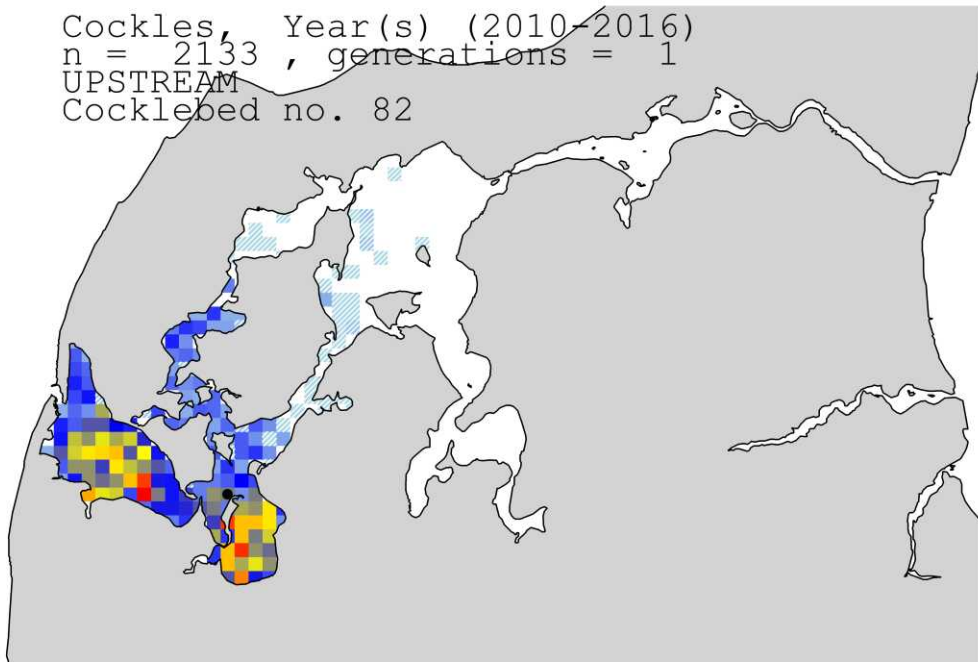 Cockles, Year(s) (2010-2016)
n = 2133 , generations = 1
UPSTREAM
Cocklebed no. 82